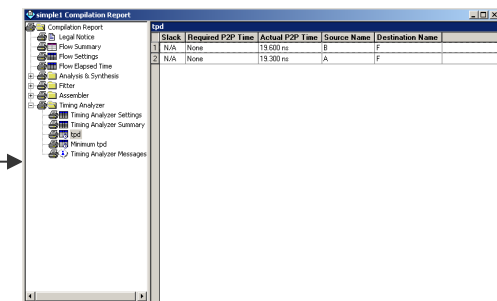 simple1 Compilation Report
Compilation Report
Legal Notice
Flow Summary
Flow Settings
Flow Elapsed Time
Analysis & Synthesis
Fitter
Assembler
Timing Analyzer
Timing Analyzer Settings
Timing Analyzer Summary
tpd
Minimum tpd
Timing Analyzer Messages
tpd
Slack Required P2P Time Actual P2P Time Source Name Destination Name
1 N/A None 19.600 ns B F
2 N/A None 19.300 ns A F